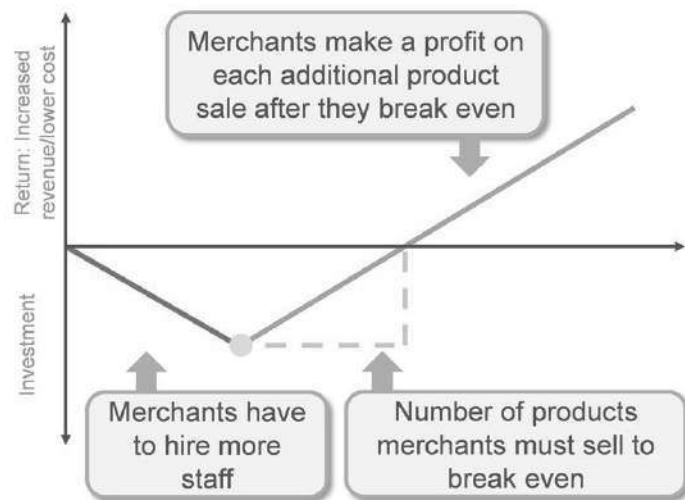 Return: Increased
revenue/lower cost
Investment
Merchants make a profit on
each additional product
sale after they break even
Merchants have
to hire more
staff
Number of products
merchants must sell to
break even